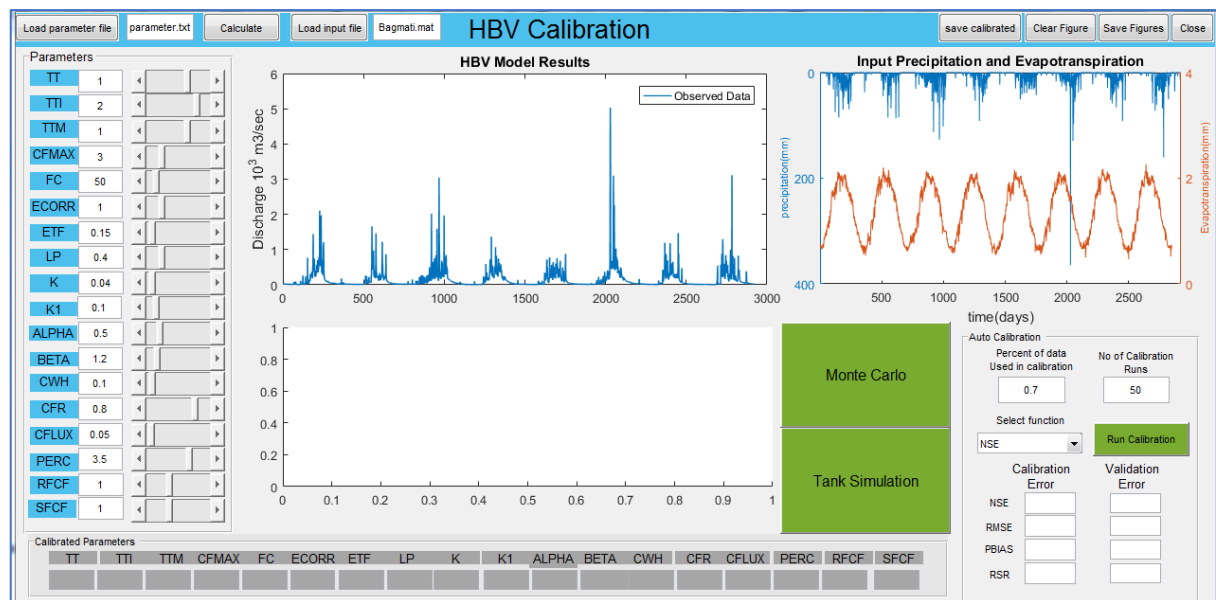 Load parameter file parameter.txt Calculate Load input file Bagmati.mat HBV Calibration save calibrated Clear Figure Save Figures Close
Parameters
TT 1
TTI 2
TTM 1
CFMAX 3
FC 50
ECORR 1
ETF 0.15
LP 0.4
K 0.04
K1 0.1
ALPHA 0.5
BETA 1.2
CWH 0.1
CFR 0.8
CFLUX 0.05
PERC 3.5
RFCF 1
SFCF 1
HBV Model Results
Observed Data
Discharge 10^3 m3/sec
6
5
4
3
2
1
0
0 500 1000 1500 2000 2500 3000
Input Precipitation and Evapotranspiration
precipitation(mm)
0
200
400
4
2
0
Evapotranspiration(mm)
500 1000 1500 2000 2500
time(days)
1
0.8
0.6
0.4
0.2
0
0 0.1 0.2 0.3 0.4 0.5 0.6 0.7 0.8 0.9 1
Monte Carlo
Tank Simulation
Auto Calibration
Percent of data
Used in calibration
0.7
No of Calibration
Runs
50
Select function
NSE
Run Calibration
Calibration
Error
Validation
Error
NSE
RMSE
PBIAS
RSR
Calibrated Parameters
TT TTI TTM CFMAX FC ECORR ETF LP K K1 ALPHA BETA CWH CFR CFLUX PERC RFCF SFCF